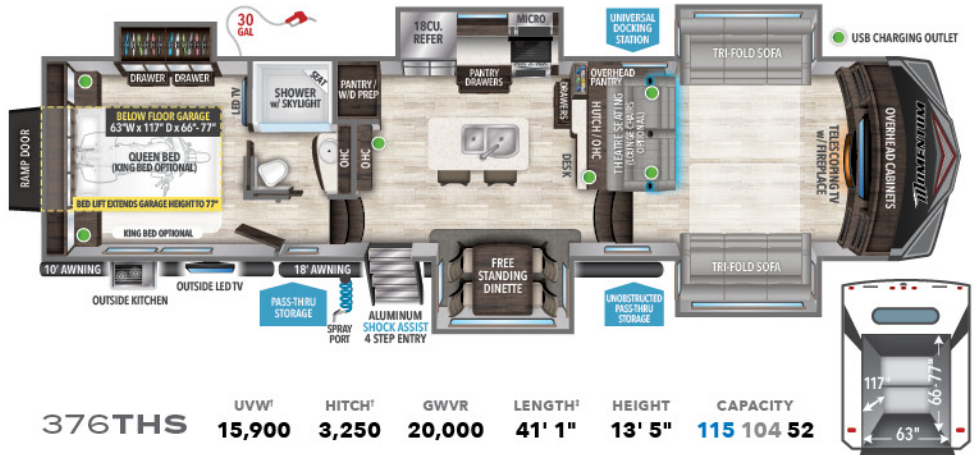 30
GAL
18CU.
REFER
MICRO
UNIVERSAL
DOCKING
STATION
TRI-FOLD SOFA
USB CHARGING OUTLET
DRAWER
DRAWER
LED TV
SHOWER
w/ SKYLIGHT
SEAT
PANTRY /
W/D PREP
PANTRY
DRAWERS
OVERHEAD
PANTRY
DRAWERS
HUTCH / OHC
THEATRE SEATING
(LOUNGE CHAIRS
OPTIONAL)
TELESCOPING TV
w/ FIREPLACE
OVERHEAD CABINETS
MOMENTUM
RAMP DOOR
BELOW FLOOR GARAGE
63"W x 117" D x 66"- 77"
QUEEN BED
(KING BED OPTIONAL)
BED LIFT EXTENDS GARAGE HEIGHT TO 77"
KING BED OPTIONAL
OHC
OHC
DESK
FREE
STANDING
DINETTE
TRI-FOLD SOFA
10' AWNING
OUTSIDE KITCHEN
OUTSIDE LED TV
18' AWNING
PASS-THRU
STORAGE
SPRAY
PORT
ALUMINUM
SHOCK ASSIST
4 STEP ENTRY
UNOBSTRUCTED
PASS-THRU
STORAGE
117"
66-77"
63"
376THS
UVW† HITCH† GWVR LENGTH‡ HEIGHT CAPACITY
15,900 3,250 20,000 41' 1" 13' 5" 115 104 52